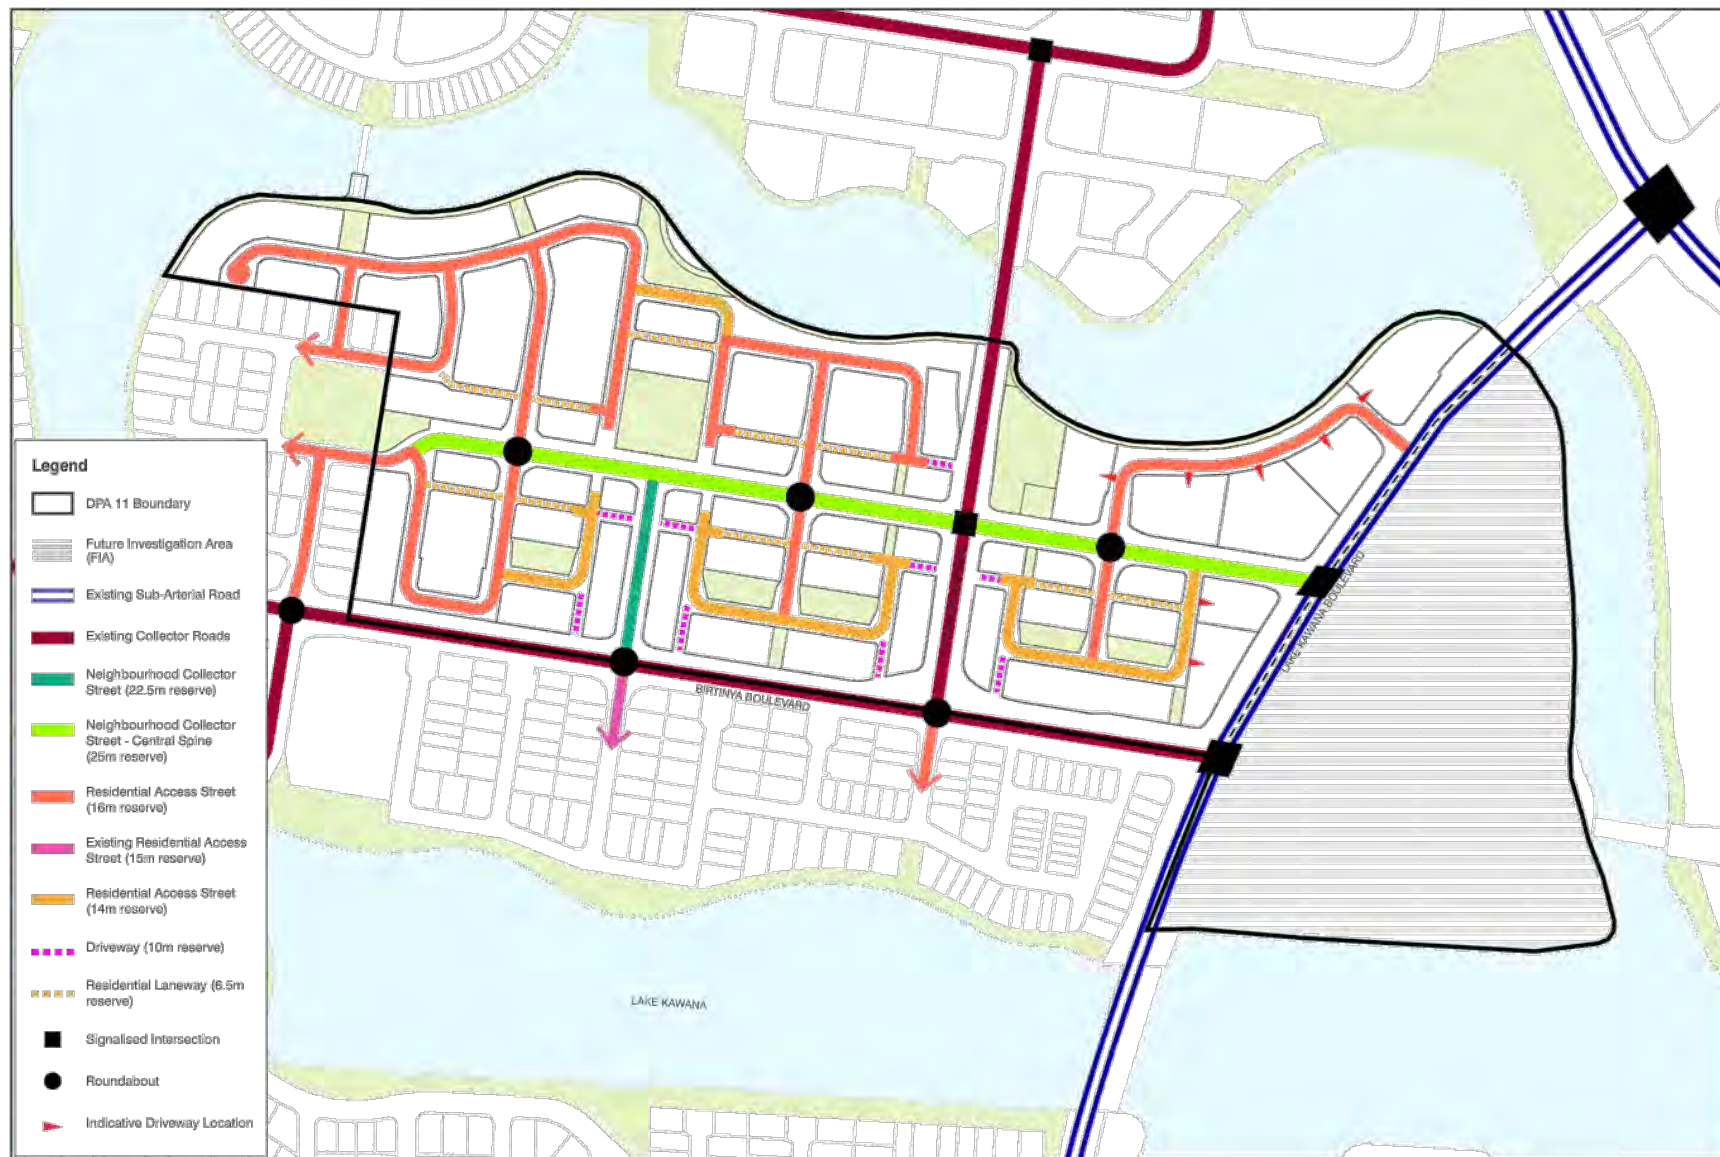 Legend
DPA 11 Boundary
Future Investigation Area
(FIA)
Existing Sub-Arterial Road
Existing Collector Roads
Neighbourhood Collector
Street (22.5m reserve)
Neighbourhood Collector
Street - Central Spine
(25m reserve)
Residential Access Street
(16m reserve)
Existing Residential Access
Street (15m reserve)
Residential Access Street
(14m reserve)
Driveway (10m reserve)
Residential Laneway (6.5m
reserve)
Signalised Intersection
Roundabout
Indicative Driveway Location
BIRTINYA BOULEVARD
LAKE KAWANA BOULEVARD
LAKE KAWANA